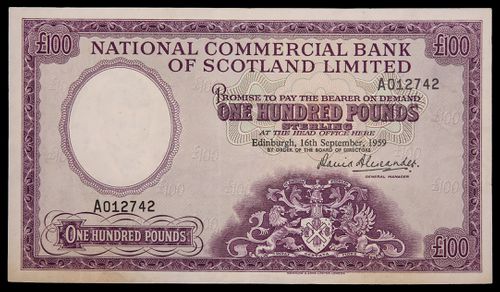 £100
£100
NATIONAL COMMERCIAL BANK
OF SCOTLAND LIMITED
A012742
PROMISE TO PAY THE BEARER ON DEMAND
ONE HUNDRED POUNDS
STERLING
AT THE HEAD OFFICE HERE
Edinburgh, 16th September, 1959
BY ORDER OF THE BOARD OF DIRECTORS
David Alexander
GENERAL MANAGER
A012742
ONE HUNDRED POUNDS
£100